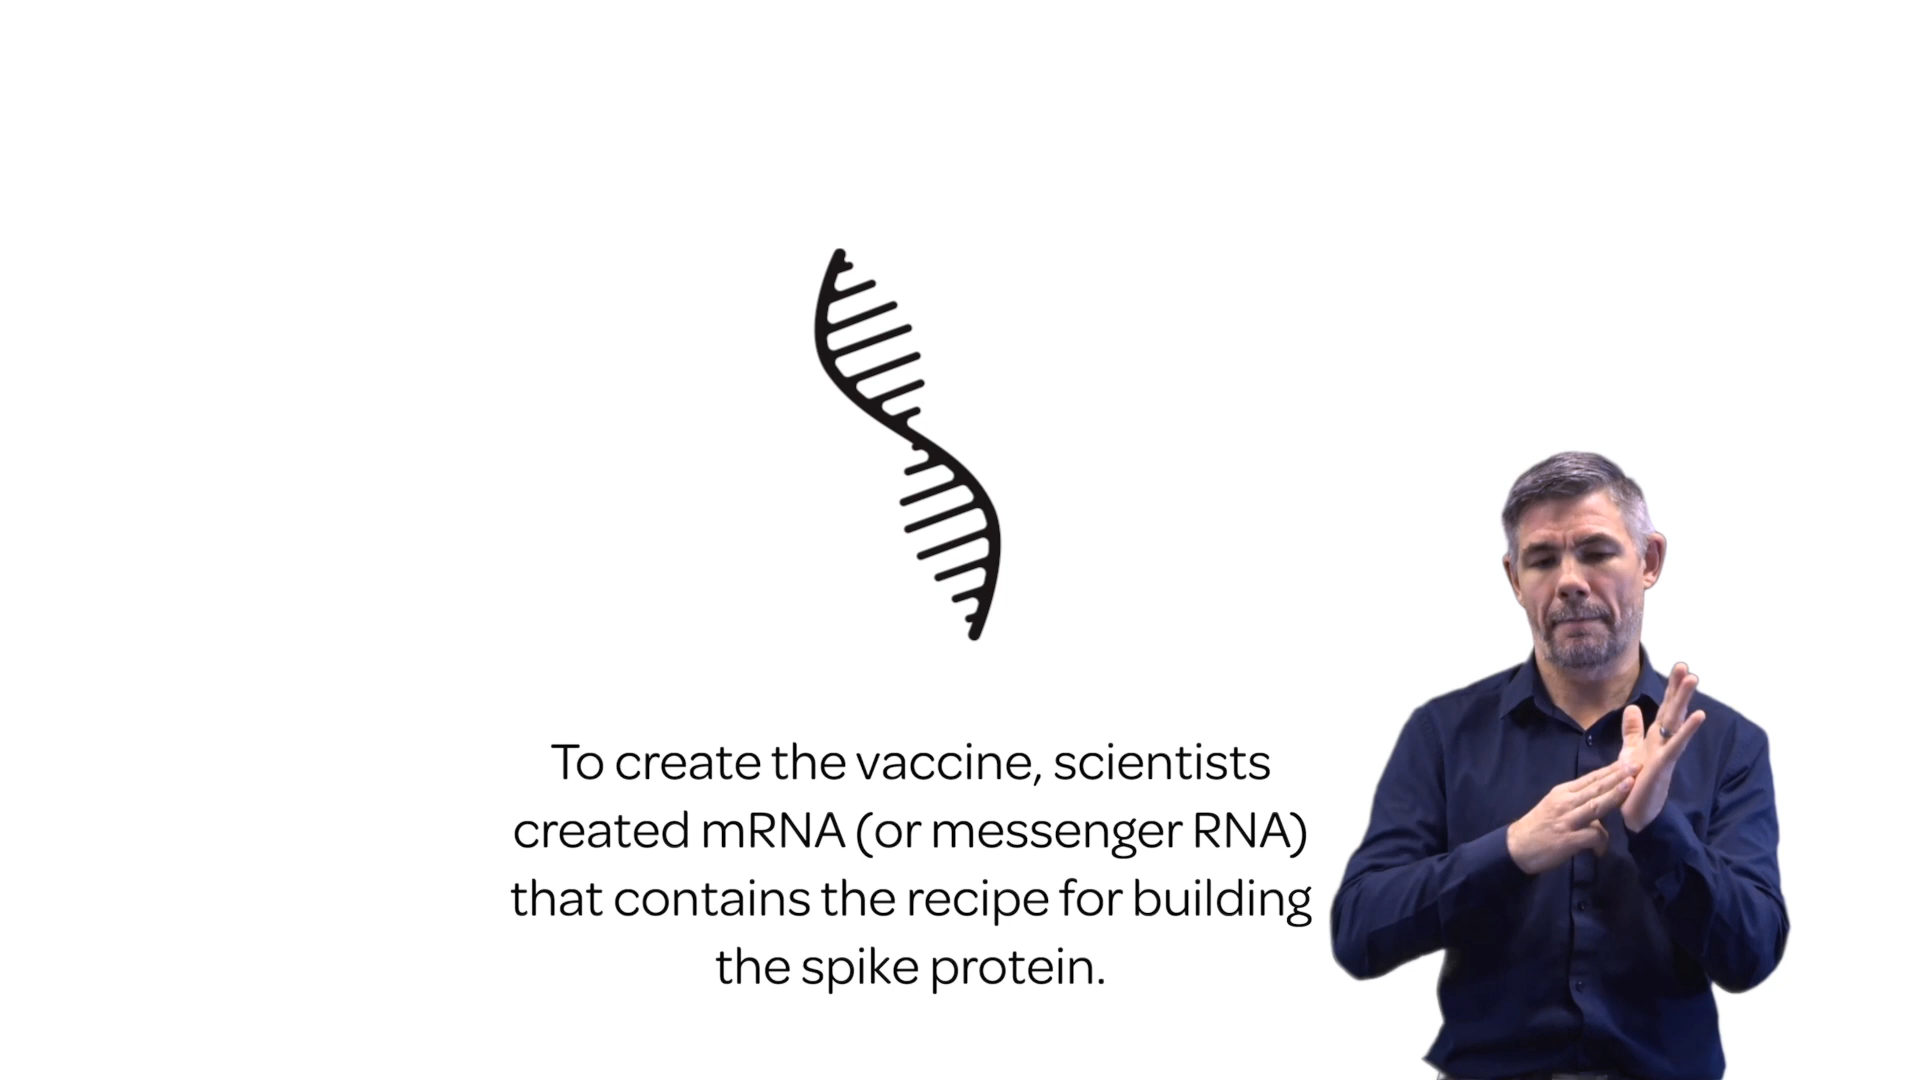 To create the vaccine, scientists
created mRNA (or messenger RNA)
that contains the recipe for building
the spike protein.